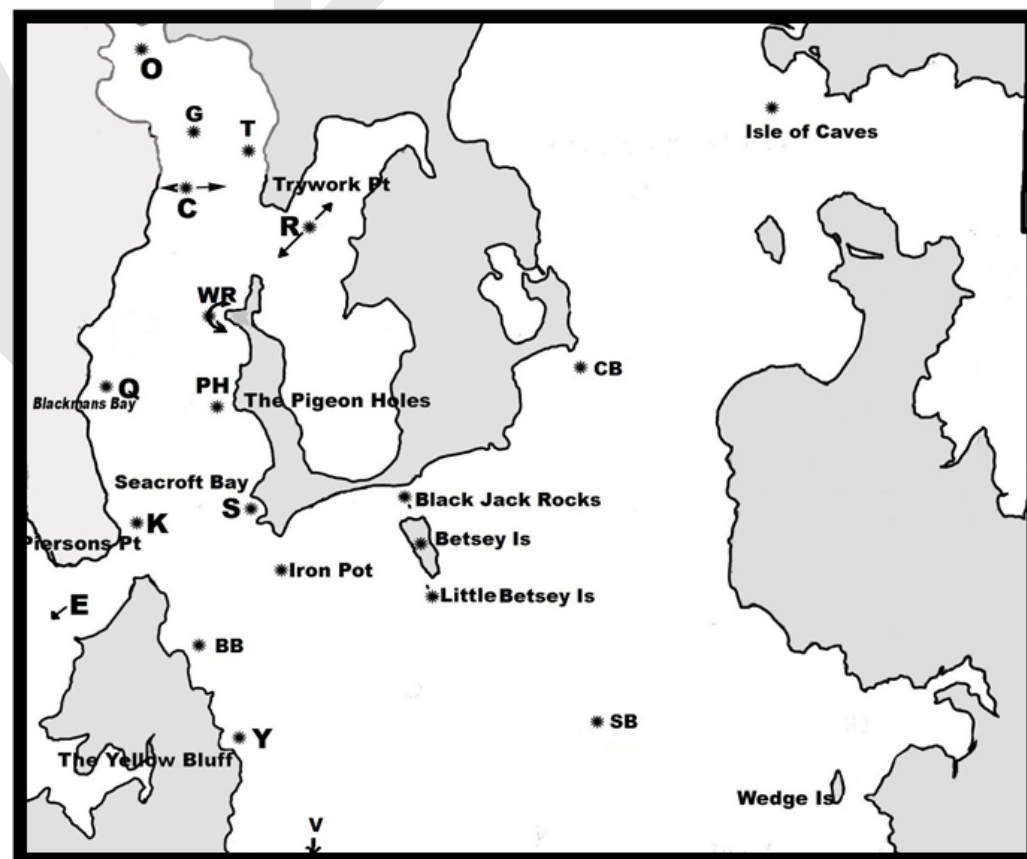 O
G
T
Isle of Caves
Trywork Pt
C
R
WR
CB
PH
Q
Blackmans Bay
The Pigeon Holes
Seacroft Bay
Black Jack Rocks
S
K
Piersons Pt
Betsey Is
Iron Pot
Little Betsey Is
E
BB
SB
Y
The Yellow Bluff
Wedge Is
V